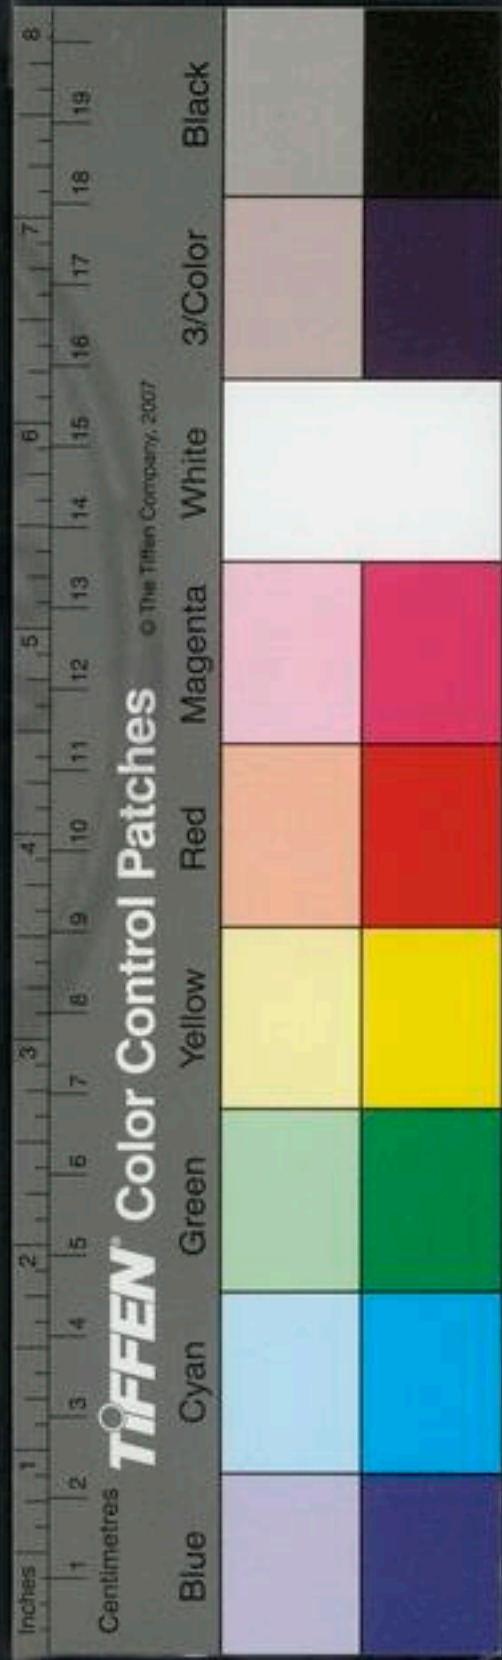 Inches 1 2 3 4 5 6 7 8
Centimetres 1 2 3 4 5 6 7 8 9 10 11 12 13 14 15 16 17 18 19
TIFFEN® Color Control Patches
© The Tiffen Company, 2007
Blue Cyan Green Yellow Red Magenta White 3/Color Black